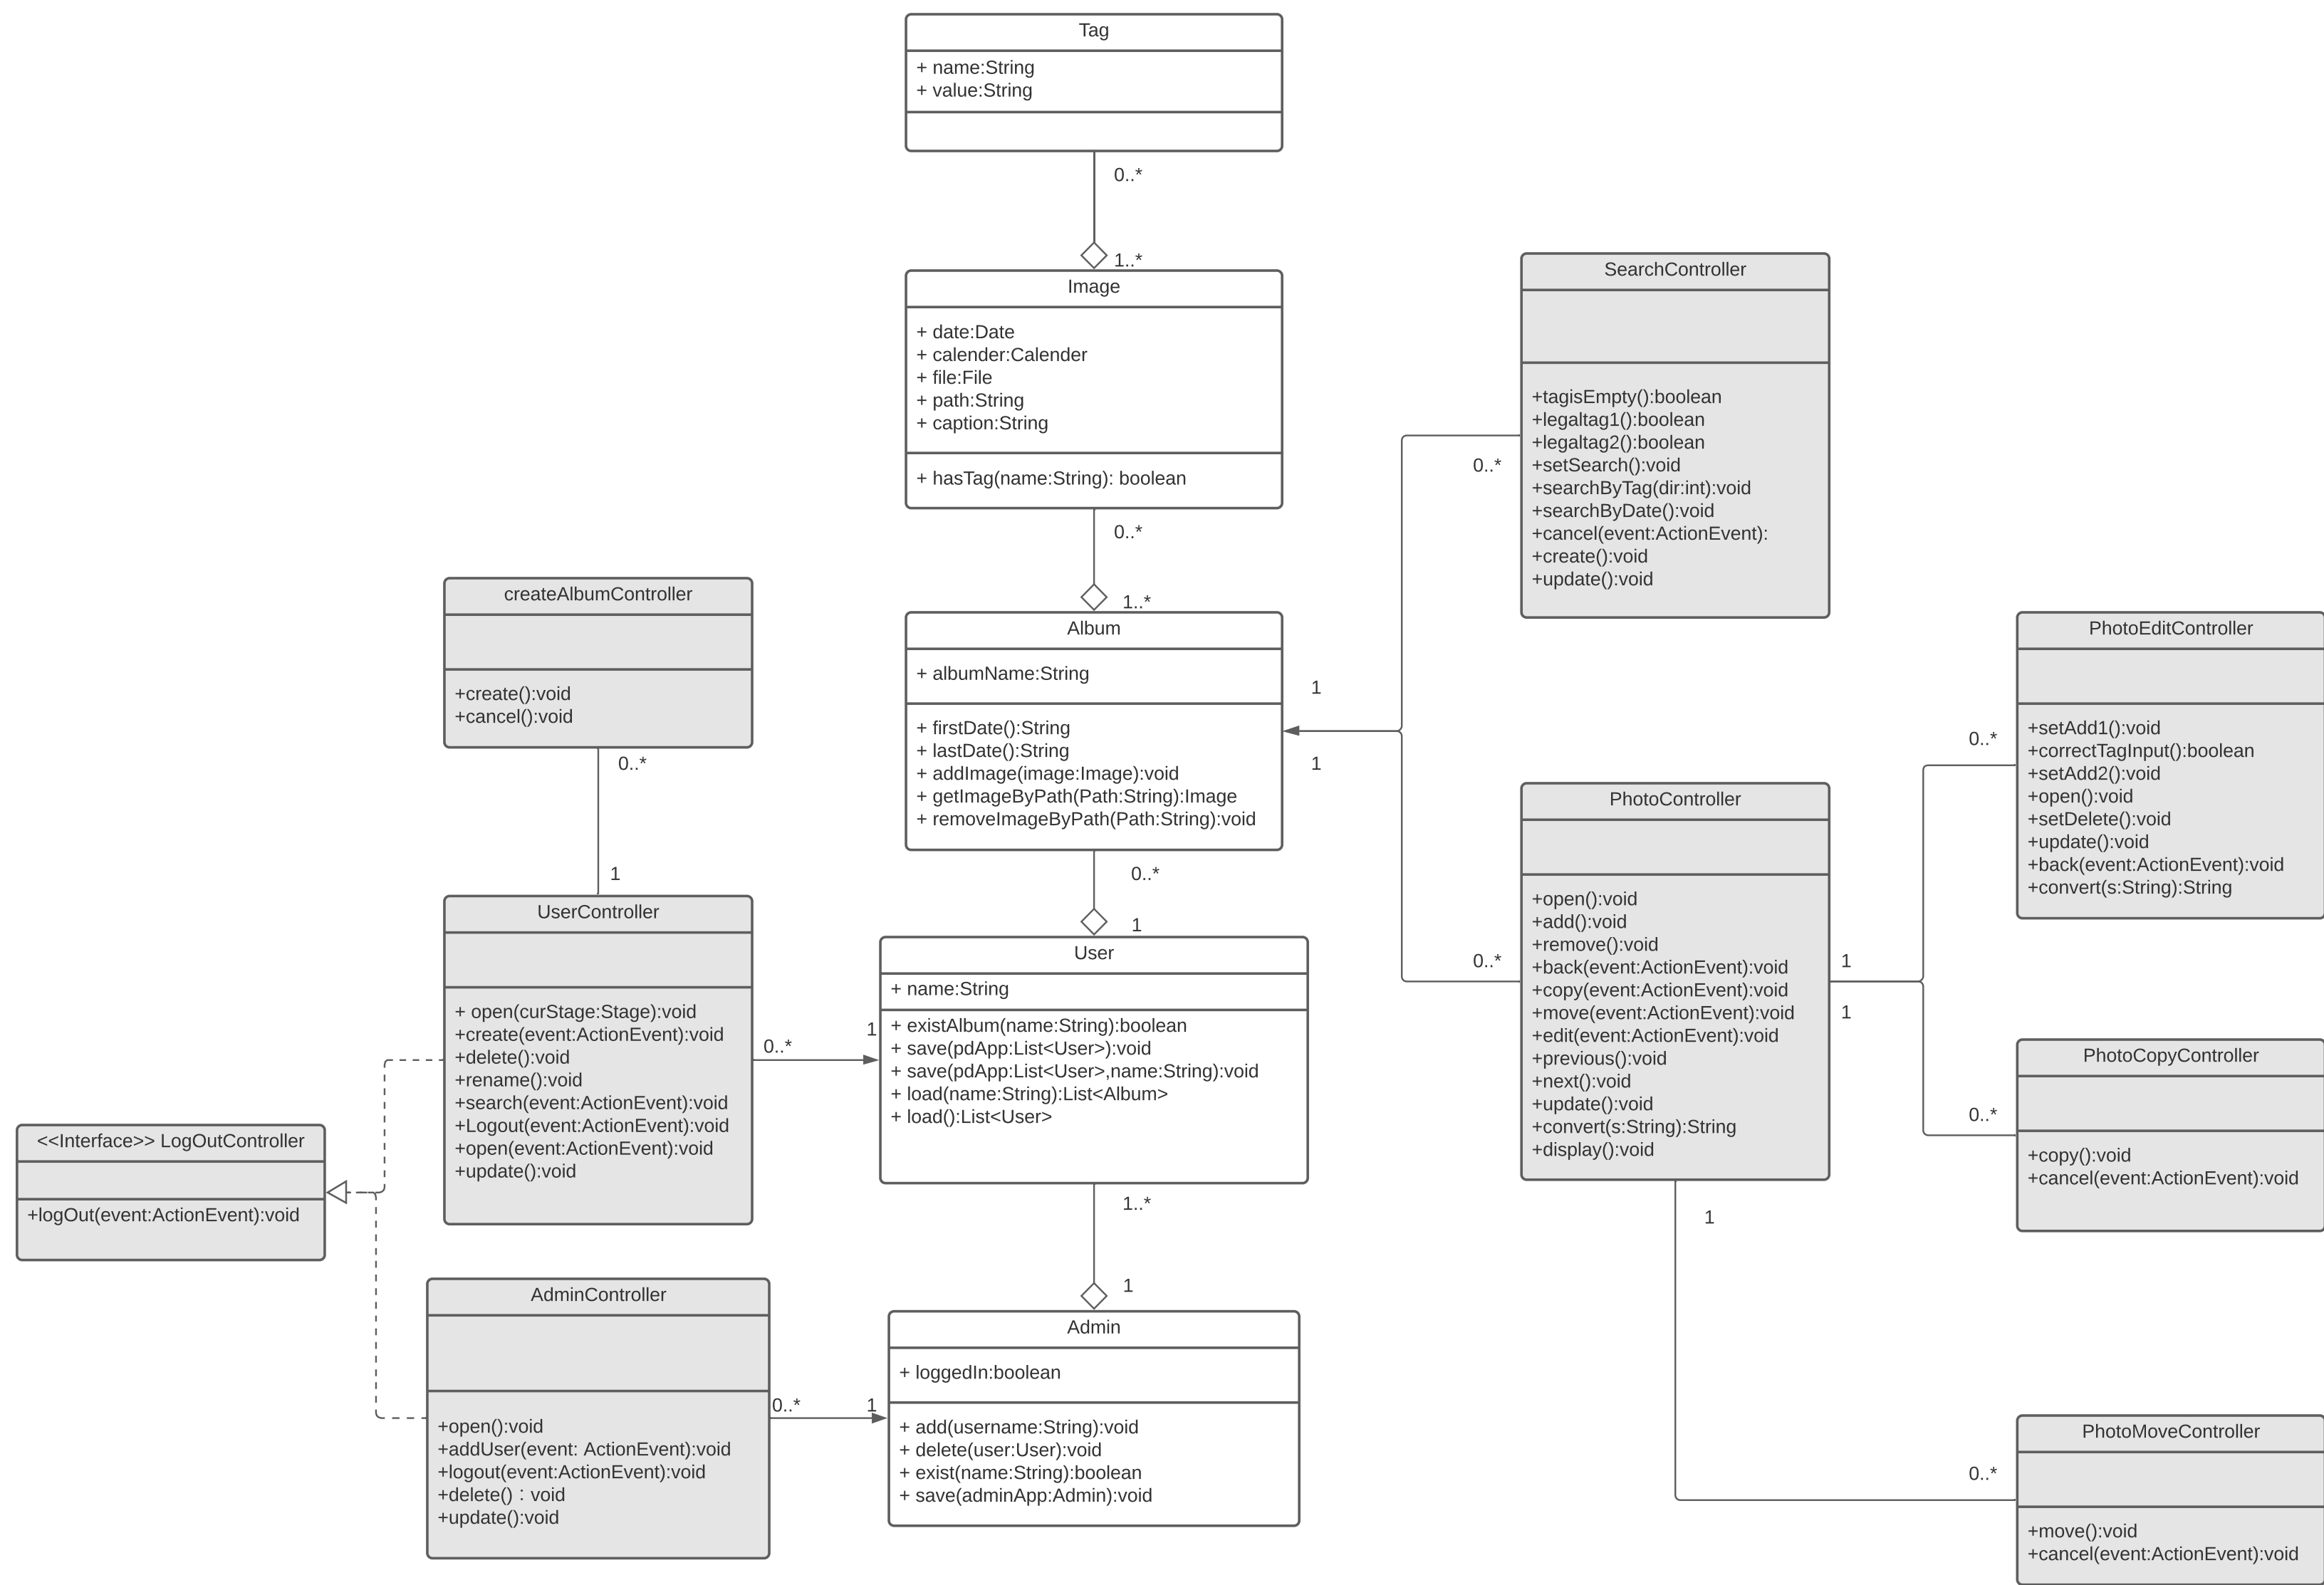 Tag
+ name:String
+ value:String
0..*
1..*
Image
+ date:Date
+ calender:Calender
+ file:File
+ path:String
+ caption:String
+ hasTag(name:String): boolean
0..*
1..*
Album
+ albumName:String
+ firstDate():String
+ lastDate():String
+ addImage(image:Image):void
+ getImageByPath(Path:String):Image
+ removeImageByPath(Path:String):void
0..*
1
User
+ name:String
+ existAlbum(name:String):boolean
+ save(pdApp:List<User>):void
+ save(pdApp:List<User>,name:String):void
+ load(name:String):List<Album>
+ load():List<User>
1..*
1
Admin
+ loggedIn:boolean
+ add(username:String):void
+ delete(user:User):void
+ exist(name:String):boolean
+ save(adminApp:Admin):void
createAlbumController
+create():void
+cancel():void
0..*
1
UserController
+ open(curStage:Stage):void
+create(event:ActionEvent):void
+delete():void
+rename():void
+search(event:ActionEvent):void
+Logout(event:ActionEvent):void
+open(event:ActionEvent):void
+update():void
0..*
1
<<Interface>> LogOutController
+logOut(event:ActionEvent):void
AdminController
+open():void
+addUser(event: ActionEvent):void
+logout(event:ActionEvent):void
+delete()：void
+update():void
0..*
1
SearchController
+tagisEmpty():boolean
+legaltag1():boolean
+legaltag2():boolean
+setSearch():void
+searchByTag(dir:int):void
+searchByDate():void
+cancel(event:ActionEvent):
+create():void
+update():void
0..*
1
1
0..*
PhotoController
+open():void
+add():void
+remove():void
+back(event:ActionEvent):void
+copy(event:ActionEvent):void
+move(event:ActionEvent):void
+edit(event:ActionEvent):void
+previous():void
+next():void
+update():void
+convert(s:String):String
+display():void
1
1
1
0..*
PhotoEditController
+setAdd1():void
+correctTagInput():boolean
+setAdd2():void
+open():void
+setDelete():void
+update():void
+back(event:ActionEvent):void
+convert(s:String):String
0..*
PhotoCopyController
+copy():void
+cancel(event:ActionEvent):void
0..*
PhotoMoveController
+move():void
+cancel(event:ActionEvent):void